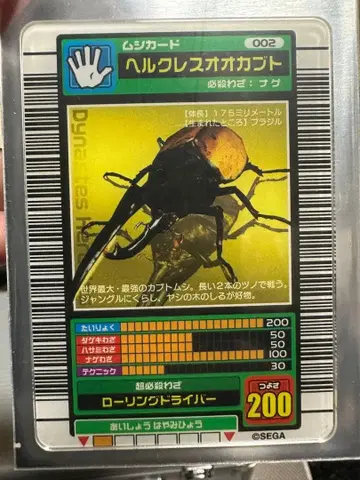 ムシカード 002
ヘルクレスオオカブト
必殺わざ：ナゲ
【体長】175ミリメートル
【生まれたところ】ブラジル
世界最大・最強のカブトムシ。長い2本のツノで戦う。
ジャングルにくらし、ヤシの木のしるが好物。
たいりょく 200
ダゲキわざ 50
ハサミわざ 50
ナゲわざ 100
テクニック 30
超必殺わざ
ローリングドライバー
つよさ
200
あいしょう はやみひょう
©SEGA